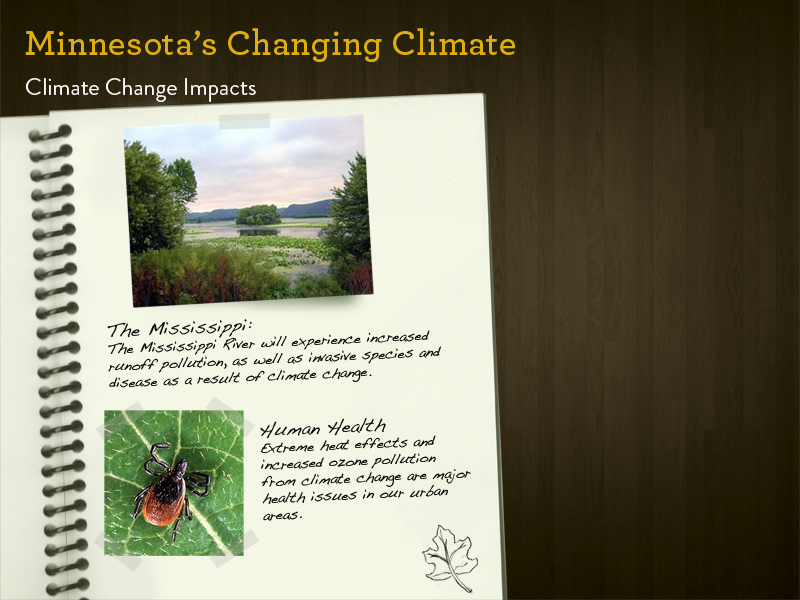 Minnesota's Changing Climate
Climate Change Impacts
The Mississippi:
The Mississippi River will experience increased
runoff pollution, as well as invasive species and
disease as a result of climate change.
Human Health
Extreme heat effects and
increased ozone pollution
from climate change are major
health issues in our urban
areas.